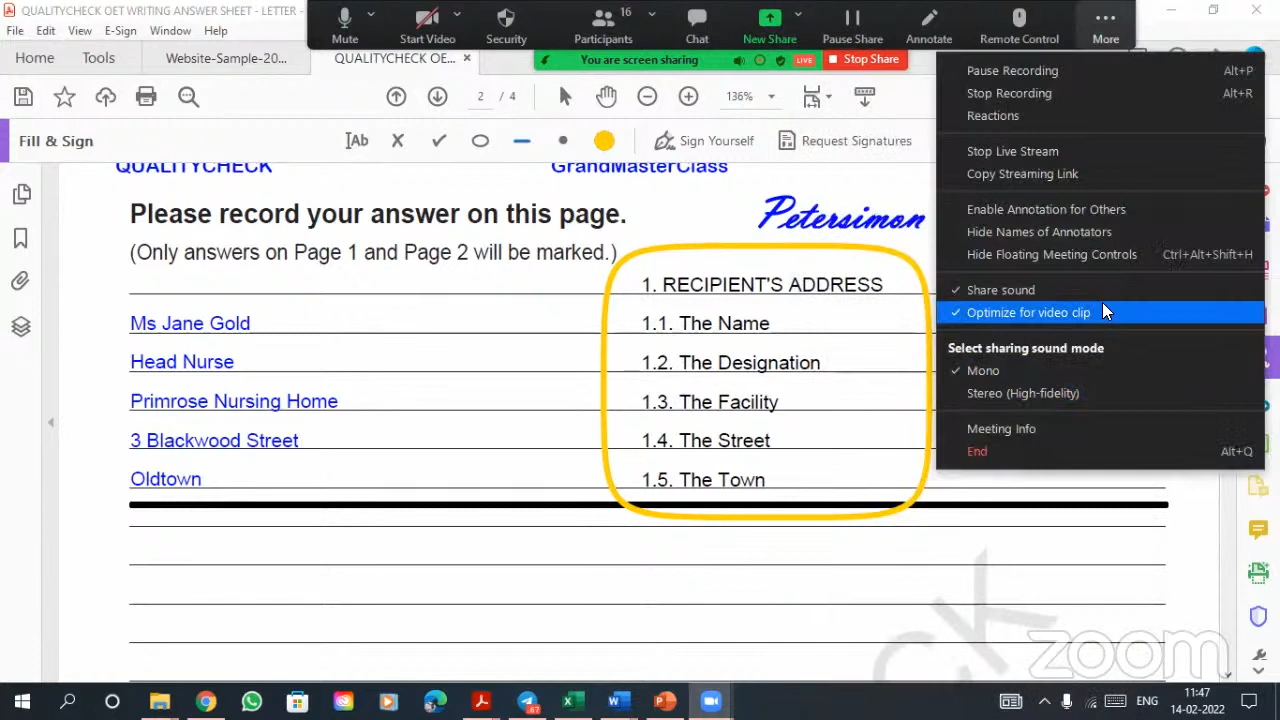 QUALITYCHECK OET WRITING ANSWER SHEET - LETTER -
File Edit View E-Sign Window Help
Mute Start Video Security Participants 16 Chat New Share Pause Share Annotate Remote Control More
You are screen sharing LIVE Stop Share
Home Tools Website-Sample-20... QUALITYCHECK OE... ×
2 / 4 136%
Fill & Sign Ab Sign Yourself Request Signatures
QUALITYCHECK GrandMasterClass
Please record your answer on this page.
Petersimon
(Only answers on Page 1 and Page 2 will be marked.)
1. RECIPIENT'S ADDRESS
Ms Jane Gold 1.1. The Name
Head Nurse 1.2. The Designation
Primrose Nursing Home 1.3. The Facility
3 Blackwood Street 1.4. The Street
Oldtown 1.5. The Town
Pause Recording Alt+P
Stop Recording Alt+R
Reactions
Stop Live Stream
Copy Streaming Link
Enable Annotation for Others
Hide Names of Annotators
Hide Floating Meeting Controls Ctrl+Alt+Shift+H
Share sound
Optimize for video clip
Select sharing sound mode
Mono
Stereo (High-fidelity)
Meeting Info
End Alt+Q
CK
zoom
67
ENG
11:47
14-02-2022